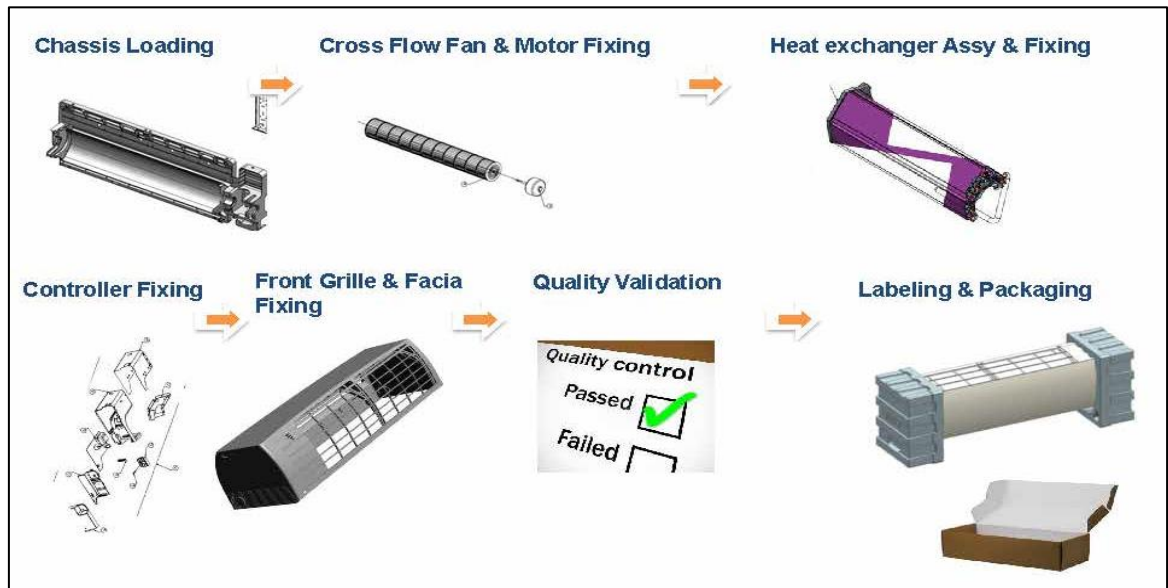 Chassis Loading
Cross Flow Fan & Motor Fixing
Heat exchanger Assy & Fixing
Controller Fixing
Front Grille & Facia
Fixing
Quality Validation
Labeling & Packaging
Quality control
Passed
Failed